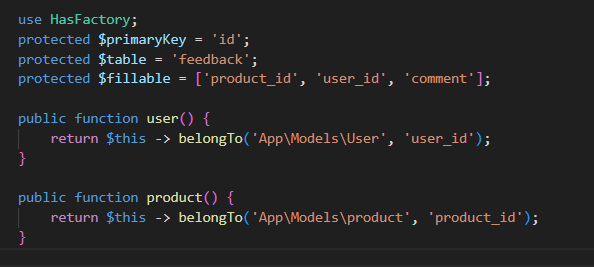 use HasFactory;
protected $primaryKey = 'id';
protected $table = 'feedback';
protected $fillable = ['product_id', 'user_id', 'comment'];
public function user() {
return $this -> belongTo('App\Models\User', 'user_id');
}
public function product() {
return $this -> belongTo('App\Models\product', 'product_id');
}